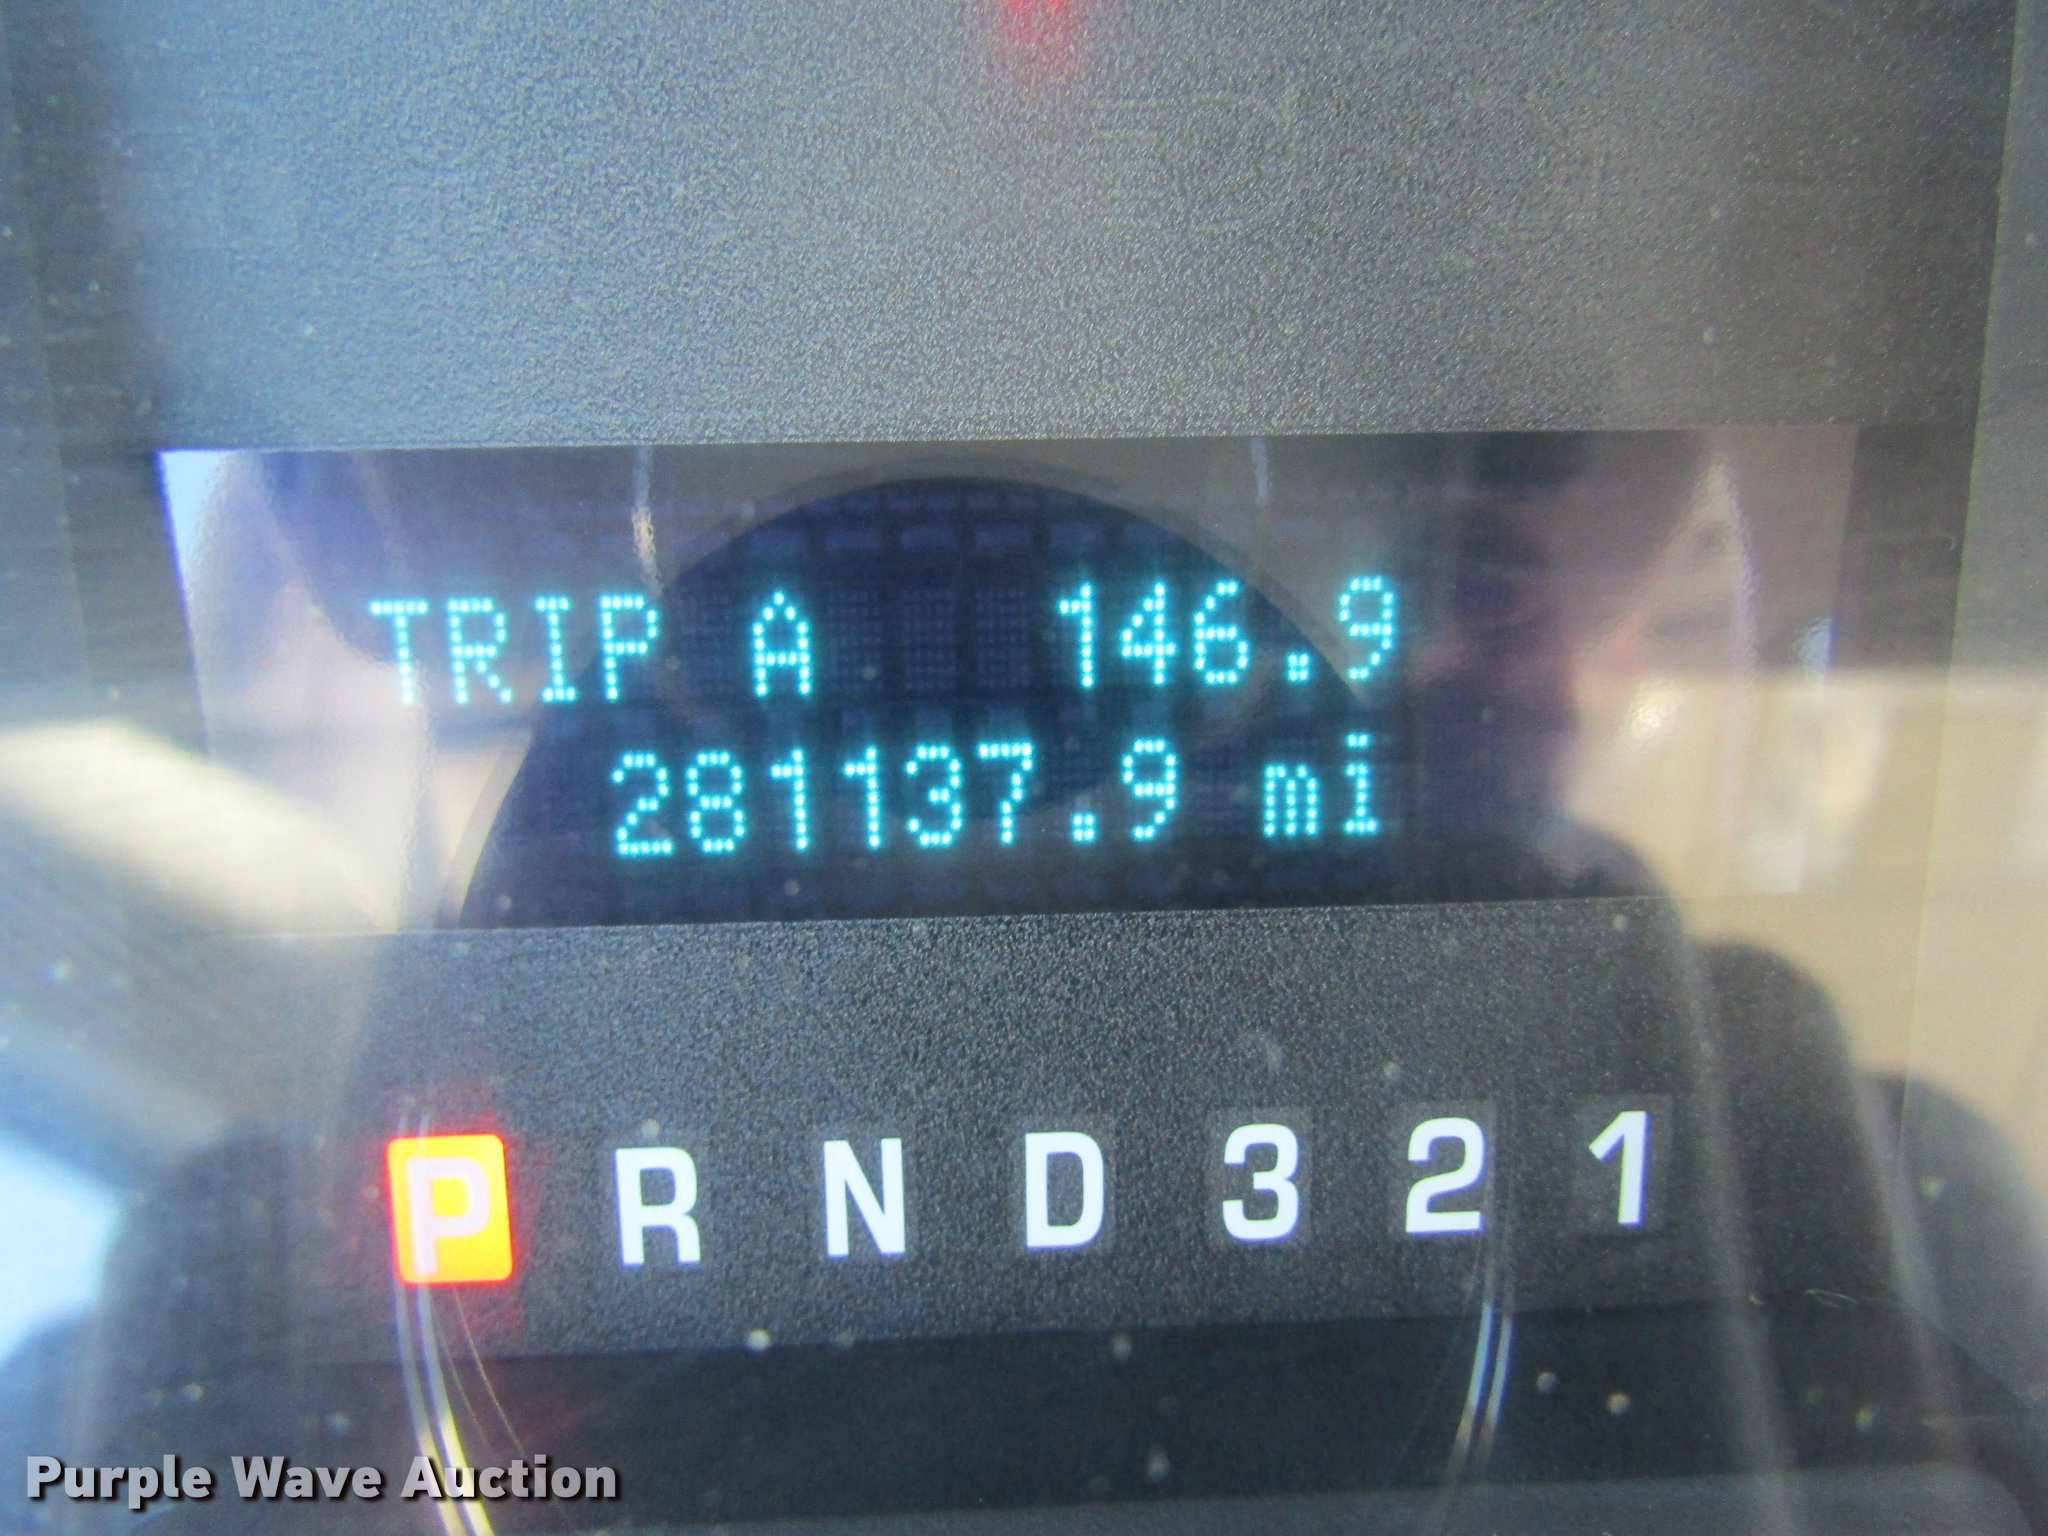 TRIP A 146.9
281137.9 mi
P R N D 3 2 1
Purple Wave Auction